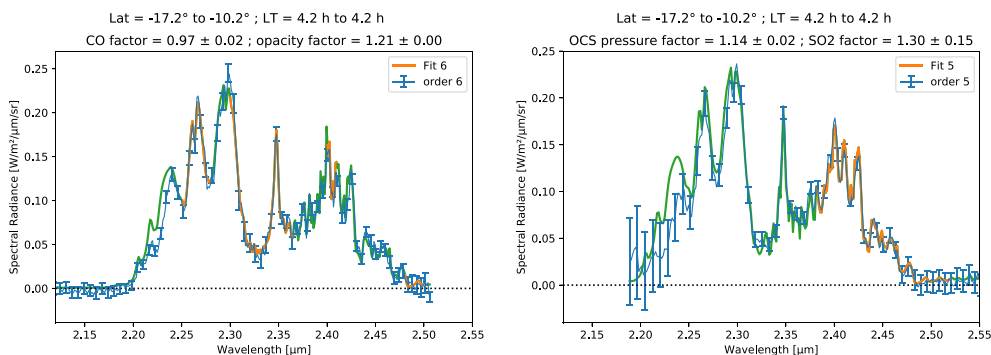 Lat = -17.2° to -10.2° ; LT = 4.2 h to 4.2 h
CO factor = 0.97 ± 0.02 ; opacity factor = 1.21 ± 0.00
Spectral Radiance [W/m²/µm/sr]
0.25
0.20
0.15
0.10
0.05
0.00
Fit 6
order 6
2.15 2.20 2.25 2.30 2.35 2.40 2.45 2.50 2.55
Wavelength [µm]
Lat = -17.2° to -10.2° ; LT = 4.2 h to 4.2 h
OCS pressure factor = 1.14 ± 0.02 ; SO2 factor = 1.30 ± 0.15
Spectral Radiance [W/m²/µm/sr]
0.25
0.20
0.15
0.10
0.05
0.00
Fit 5
order 5
2.15 2.20 2.25 2.30 2.35 2.40 2.45 2.50 2.55
Wavelength [µm]